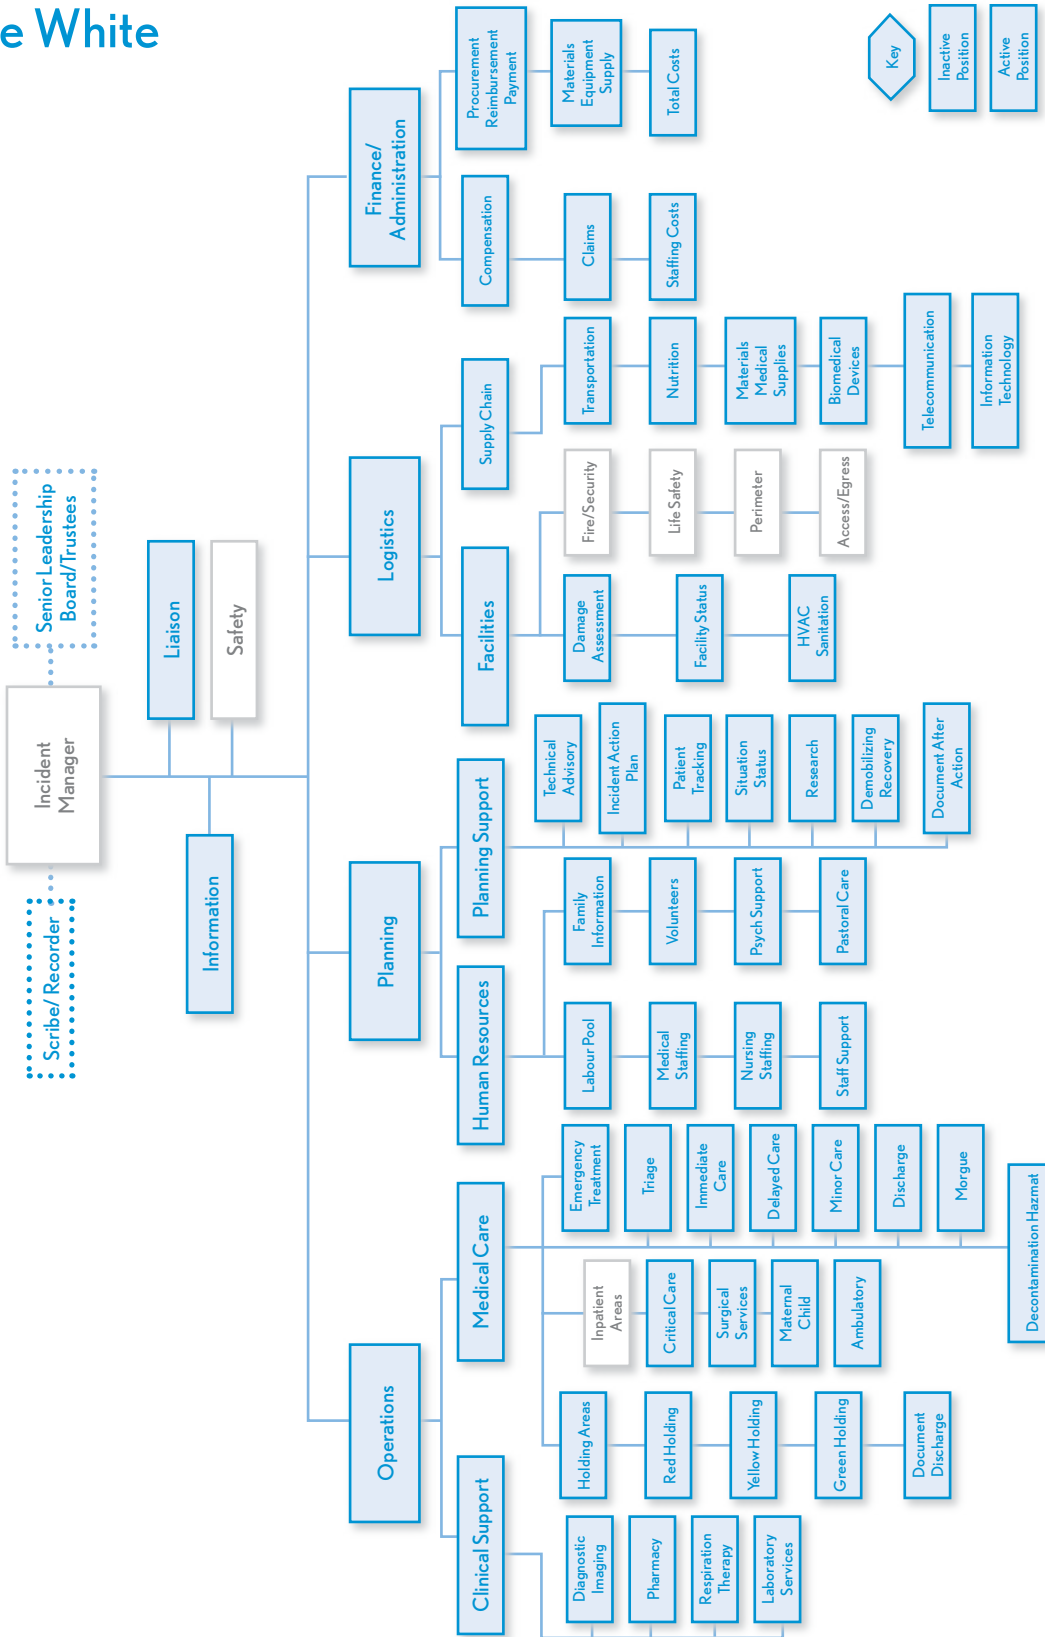 e White
Senior Leadership
Board/Trustees
Incident
Manager
Scribe/ Recorder
Liaison
Safety
Information
Finance/
Administration
Procurement
Reimbursement
Payment
Materials
Equipment
Supply
Total Costs
Compensation
Claims
Staffing Costs
Logistics
Supply Chain
Transportation
Nutrition
Materials
Medical
Supplies
Biomedical
Devices
Telecommunication
Information
Technology
Facilities
Fire/Security
Life Safety
Perimeter
Access/Egress
Damage
Assessment
Facility Status
HVAC
Sanitation
Planning
Planning Support
Technical
Advisory
Incident Action
Plan
Patient
Tracking
Situation
Status
Research
Demobilizing
Recovery
Document After
Action
Human Resources
Family
Information
Volunteers
Psych Support
Pastoral Care
Labour Pool
Medical
Staffing
Nursing
Staffing
Staff Support
Operations
Medical Care
Emergency
Treatment
Triage
Immediate
Care
Delayed Care
Minor Care
Discharge
Morgue
Decontamination Hazmat
Inpatient
Areas
Critical Care
Surgical
Services
Maternal
Child
Ambulatory
Holding Areas
Red Holding
Yellow Holding
Green Holding
Document
Discharge
Clinical Support
Diagnostic
Imaging
Pharmacy
Respiration
Therapy
Laboratory
Services
Key
Inactive
Position
Active
Position